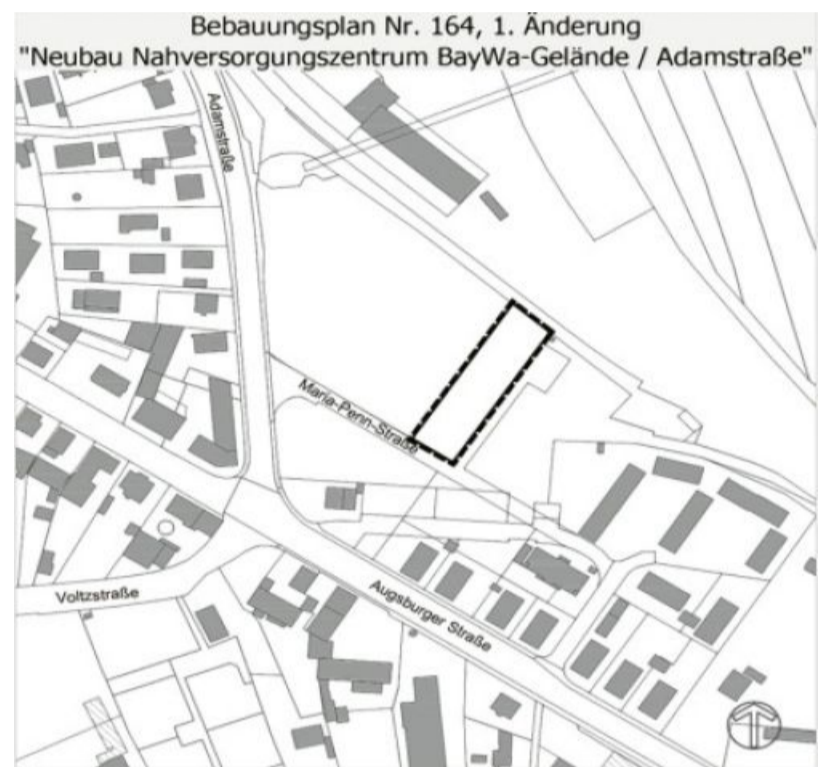 Bebauungsplan Nr. 164, 1. Änderung
"Neubau Nahversorgungszentrum BayWa-Gelände / Adamstraße"
Adamstraße
Maria-Penn-Straße
Voltzstraße
Augsburger Straße